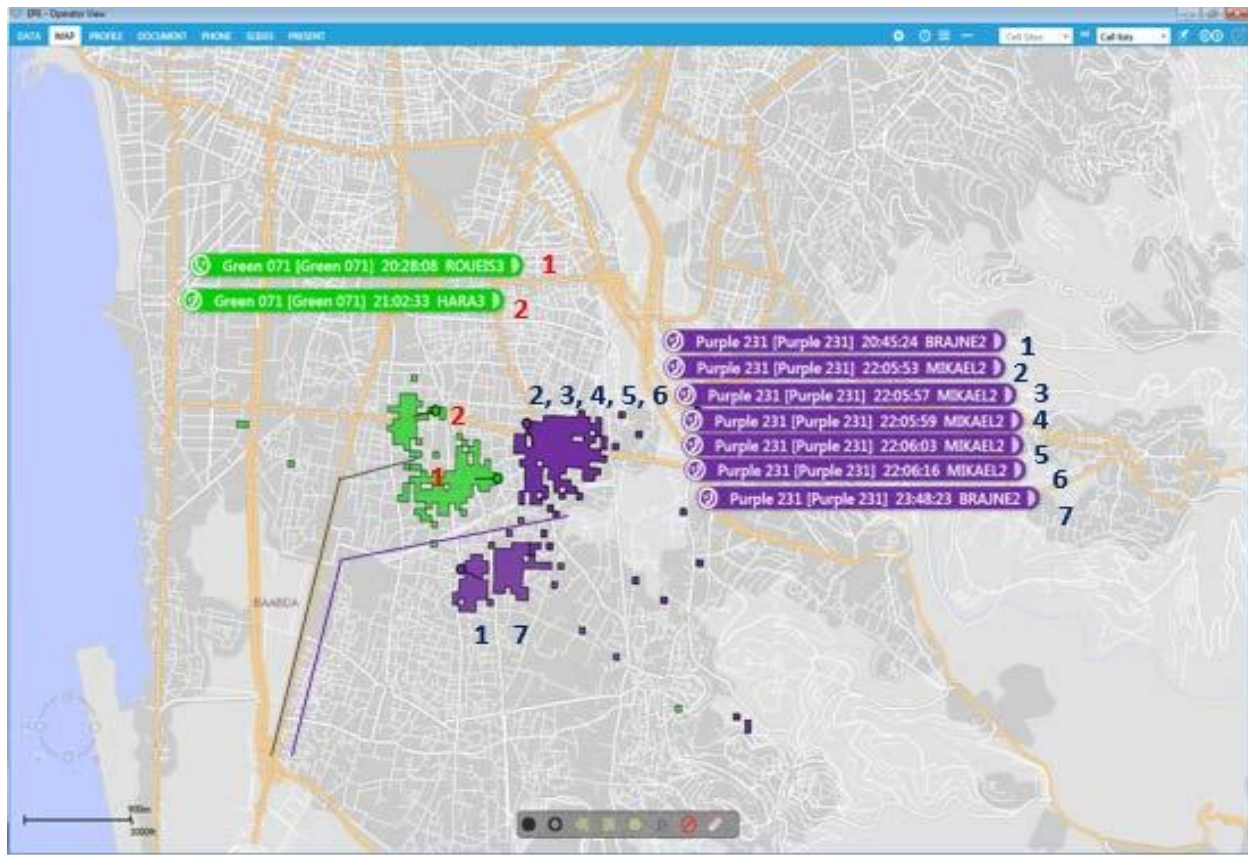 EPE - Operator View
DATA MAP PROFILE DOCUMENT PHONE SLIDES PRESENT
Cell Sites
Call lists
Green 071 [Green 071] 20:28:08 ROUEIS3 1
Green 071 [Green 071] 21:02:33 HARA3 2
Purple 231 [Purple 231] 20:45:24 BRAJNE2 1
Purple 231 [Purple 231] 22:05:53 MIKAEL2 2
2, 3, 4, 5, 6
Purple 231 [Purple 231] 22:05:57 MIKAEL2 3
Purple 231 [Purple 231] 22:05:59 MIKAEL2 4
Purple 231 [Purple 231] 22:06:03 MIKAEL2 5
Purple 231 [Purple 231] 22:06:16 MIKAEL2 6
Purple 231 [Purple 231] 23:48:23 BRAJNE2 7
2
1
BAABDA
1 7
900m
3000ft